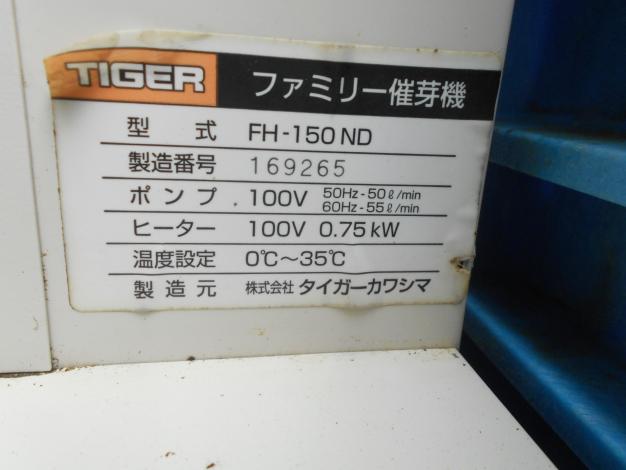 TIGER ファミリー催芽機
型式 FH-150ND
製造番号 169265
ポンプ 100V 50Hz-50ℓ/min
60Hz-55ℓ/min
ヒーター 100V 0.75kW
温度設定 0℃～35℃
製造元 株式会社 タイガーカワシマ